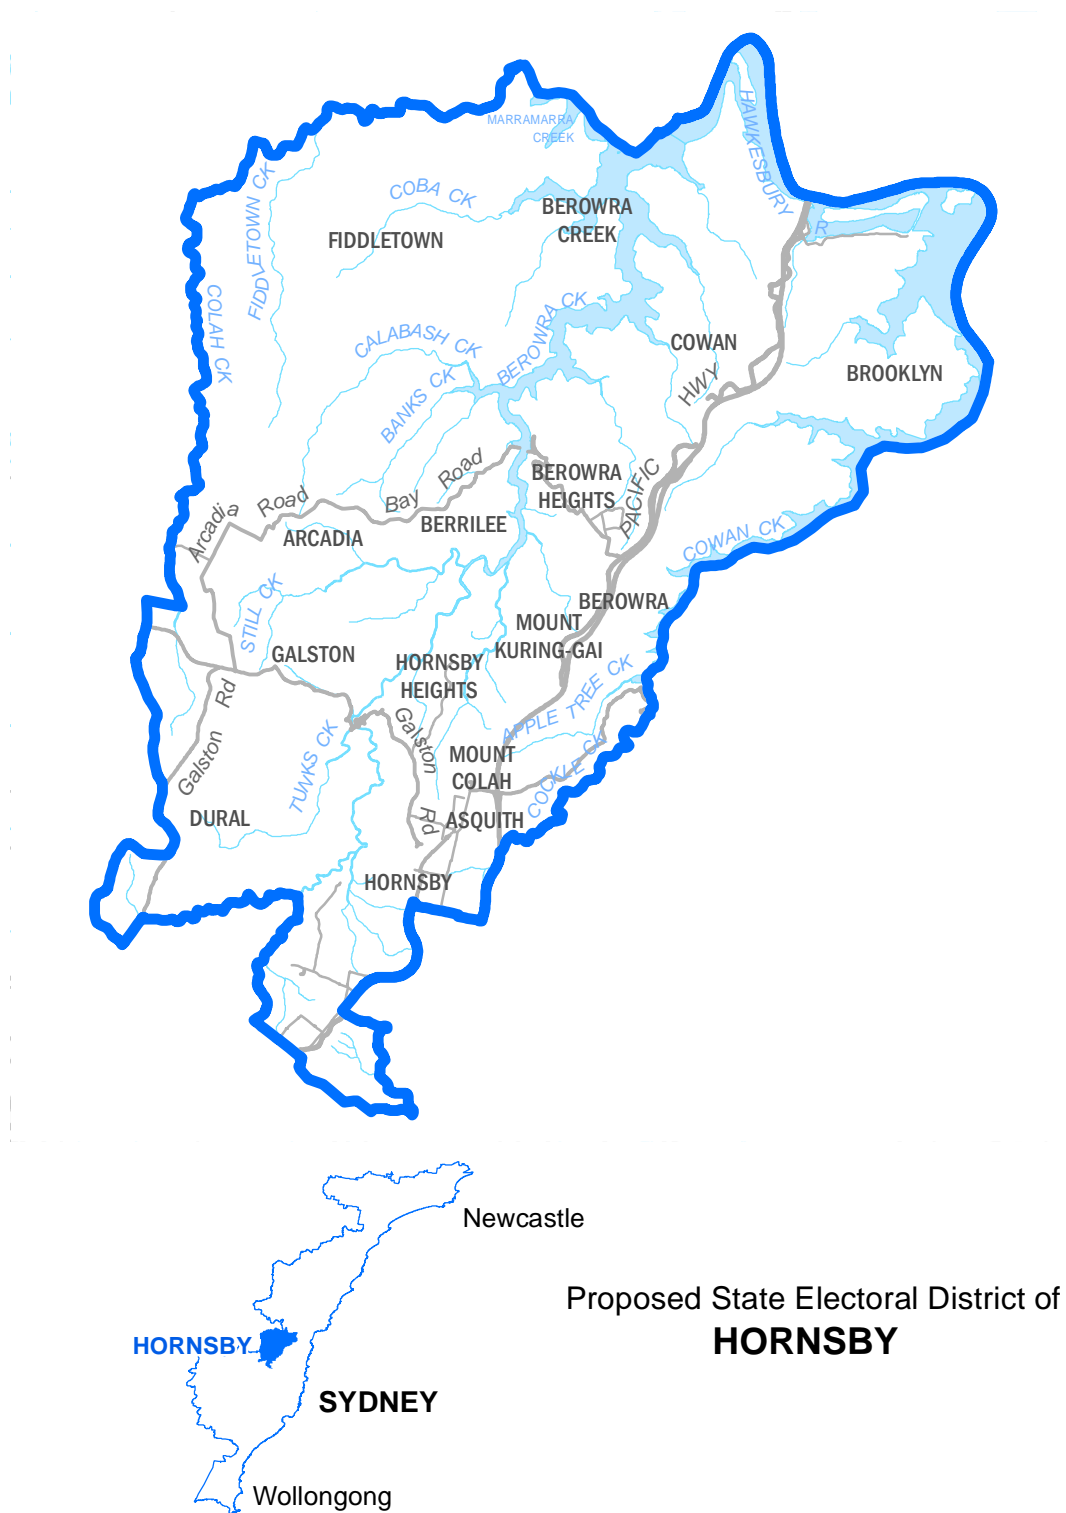 MARRAMARRA
CREEK
HAWKESBURY
R
FIDDLETOWN CK
COBA CK
BEROWRA
CREEK
FIDDLETOWN
COLAH CK
CALABASH CK
BEROWRA CK
COWAN
BROOKLYN
BANKS CK
HWY
PACIFIC
Arcadia
Road
Bay
Road
BEROWRA
HEIGHTS
BERRILEE
ARCADIA
COWAN CK
STILL CK
BEROWRA
MOUNT
KURING-GAI
GALSTON
HORNSBY
HEIGHTS
APPLE TREE CK
Galston
Rd
Galston
Rd
TUNKS CK
MOUNT
COLAH
COCKLE CK
DURAL
ASQUITH
HORNSBY
Newcastle
HORNSBY
SYDNEY
Wollongong
Proposed State Electoral District of
HORNSBY